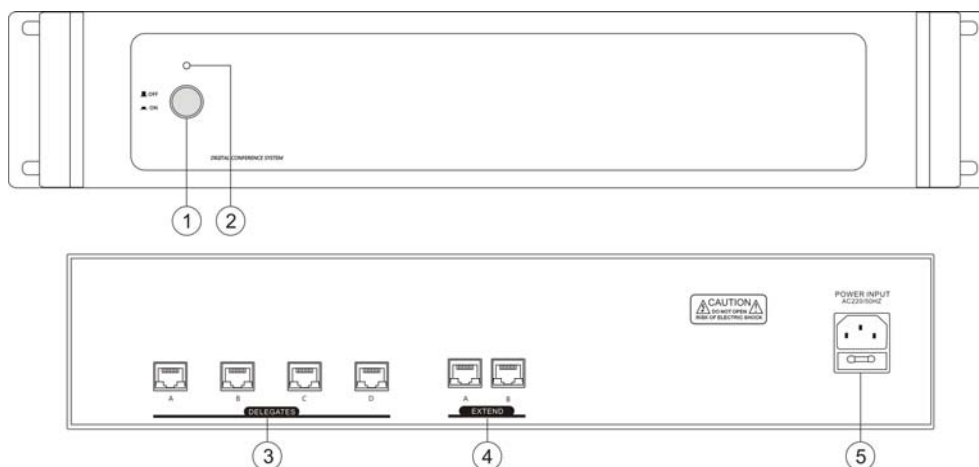 OFF
ON
DIGITAL CONFERENCE SYSTEM
1 2
CAUTION
DO NOT OPEN
RISK OF ELECTRIC SHOCK
POWER INPUT
AC220/50HZ
A B C D A B
DELEGATES EXTEND
3 4 5